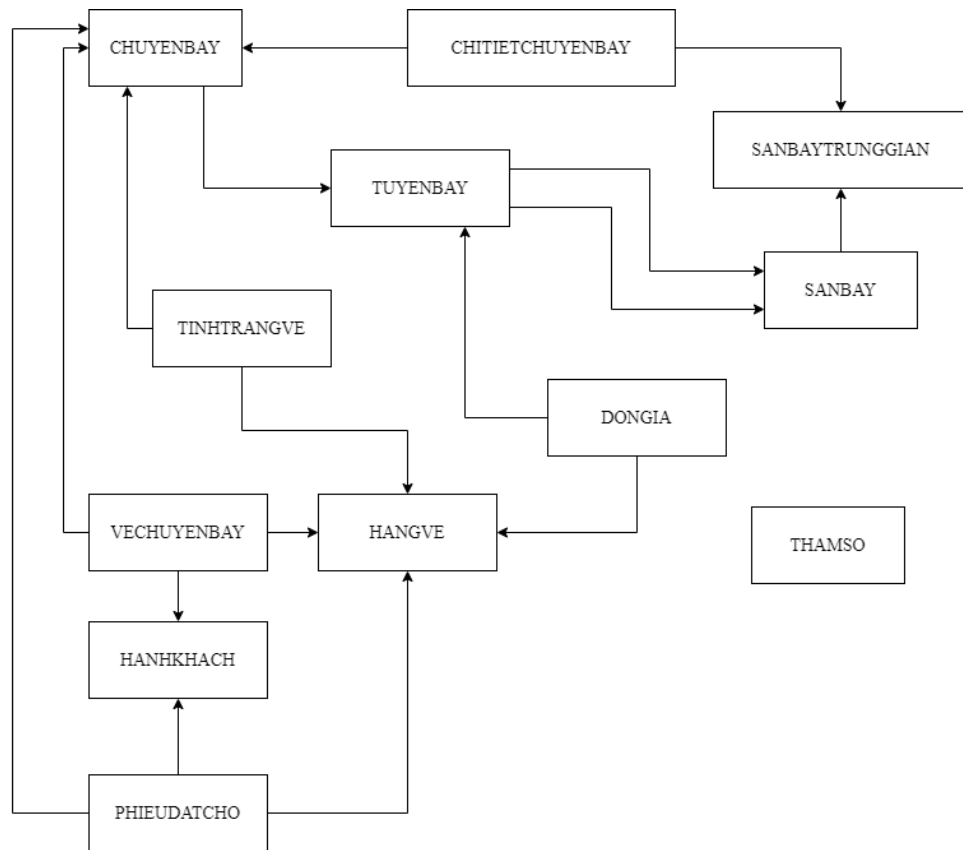 CHUYENBAY
CHITIETCHUYENBAY
SANBAYTRUNGGIAN
TUYENBAY
SANBAY
TINHTRANGVE
DONGIA
VECHUYENBAY
HANGVE
THAMSO
HANHKHACH
PHIEUDATCHO